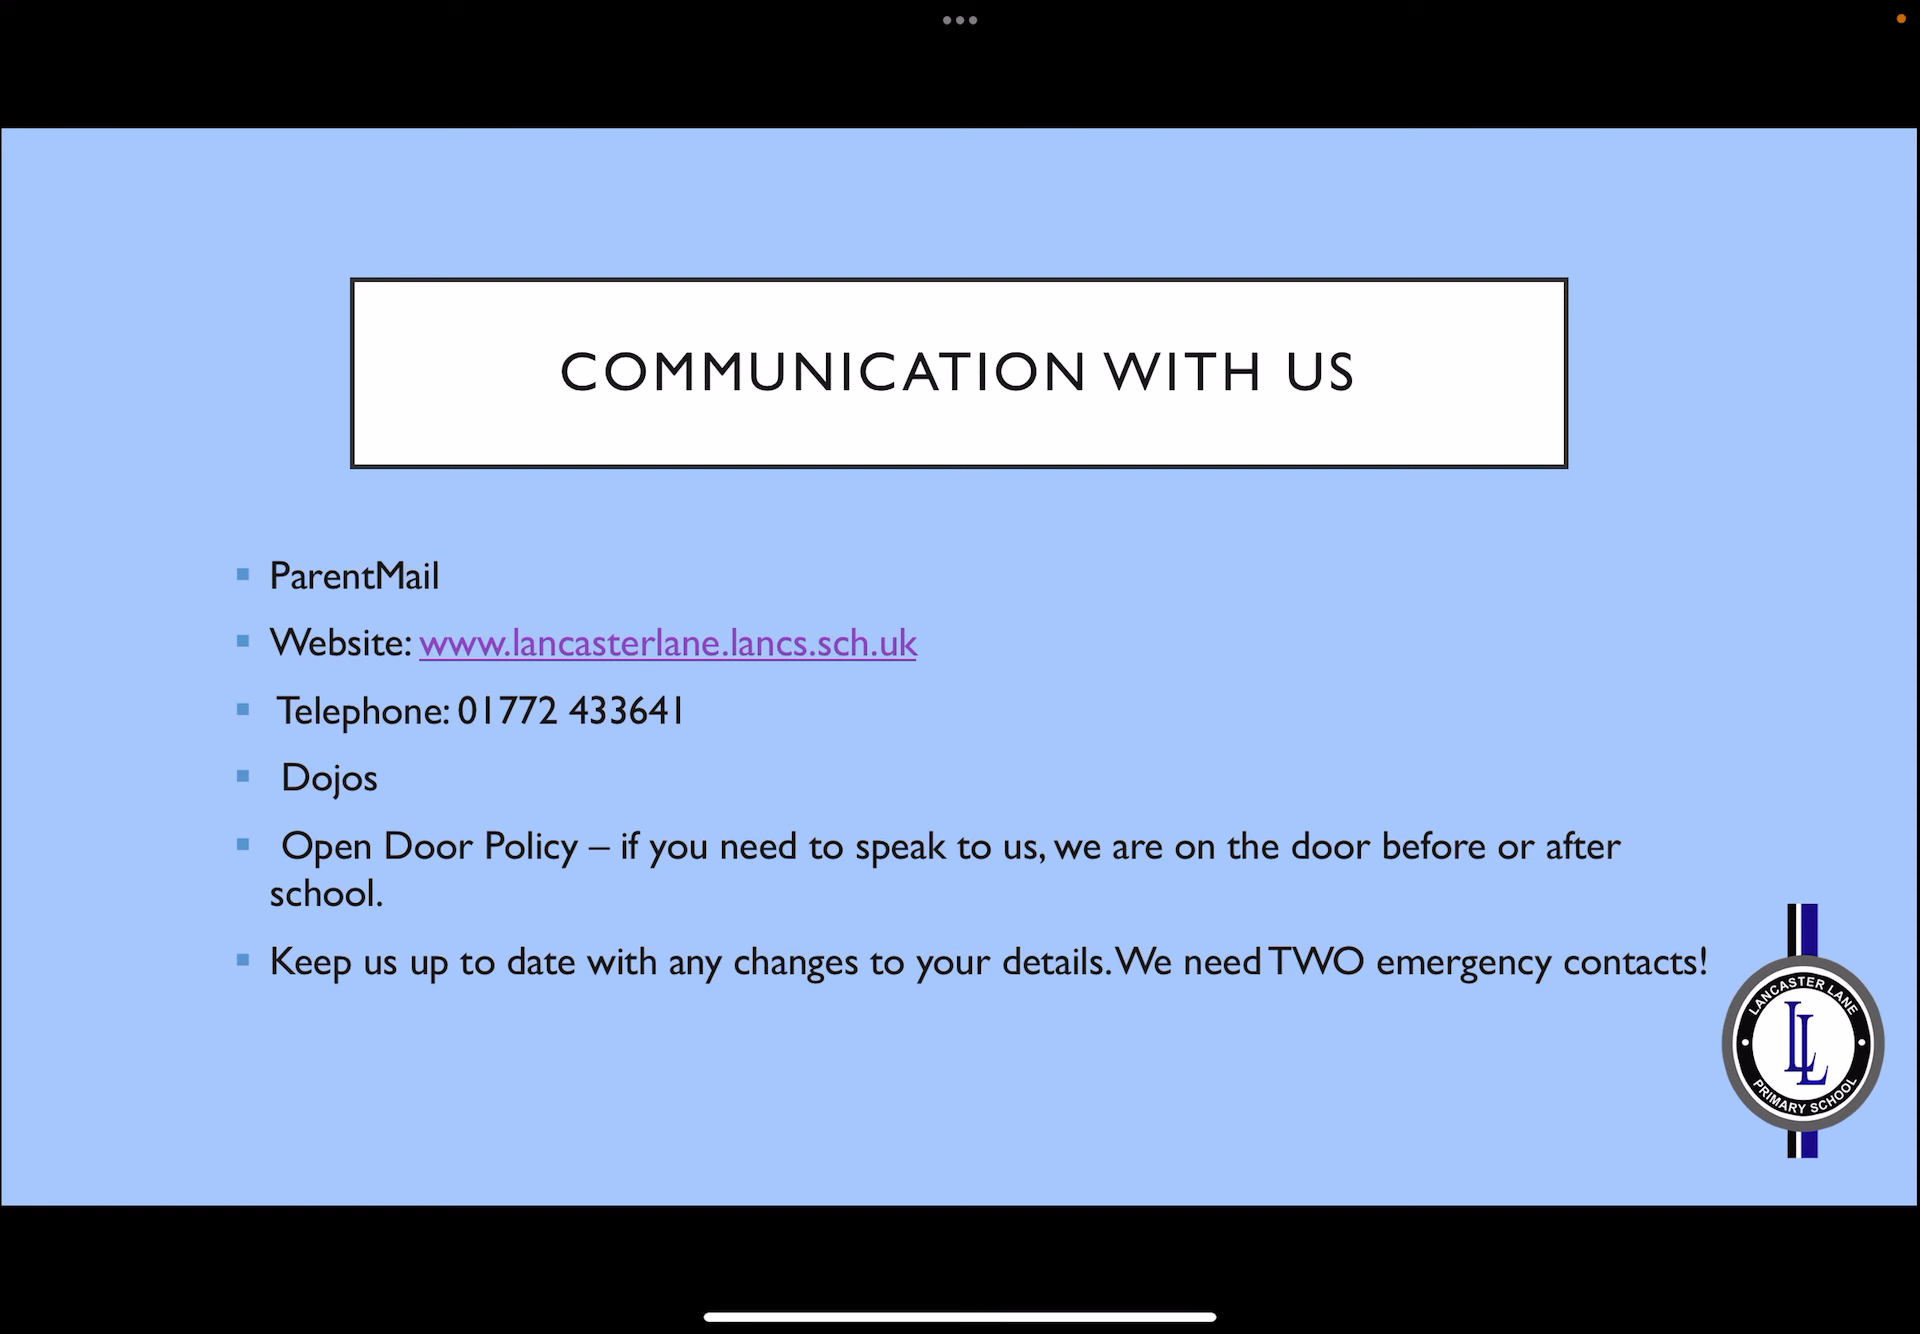 COMMUNICATION WITH US
ParentMail
Website: www.lancasterlane.lancs.sch.uk
Telephone: 01772 433641
Dojos
Open Door Policy – if you need to speak to us, we are on the door before or after
school.
Keep us up to date with any changes to your details. We need TWO emergency contacts!
LANCASTER LANE
LL
PRIMARY SCHOOL